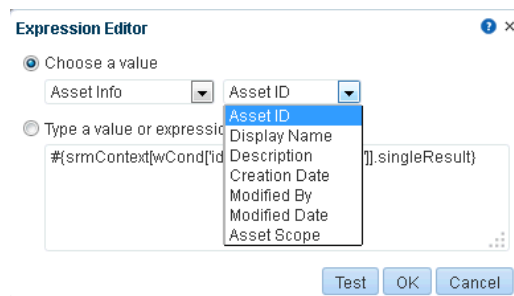 Expression Editor
Choose a value
Asset Info Asset ID
Asset ID
Type a value or
Display Name
#{srmContext[wCond['id ']].singleResult}
Description
Creation Date
Modified By
Modified Date
Asset Scope
Test OK Cancel